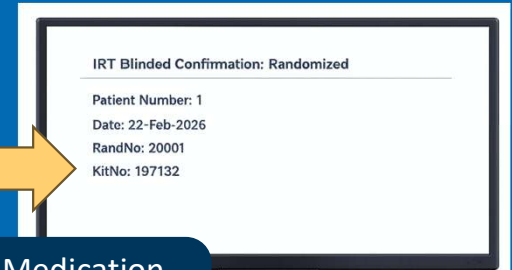 IRT Blinded Confirmation: Randomized
Patient Number: 1
Date: 22-Feb-2026
RandNo: 20001
KitNo: 197132
Medication